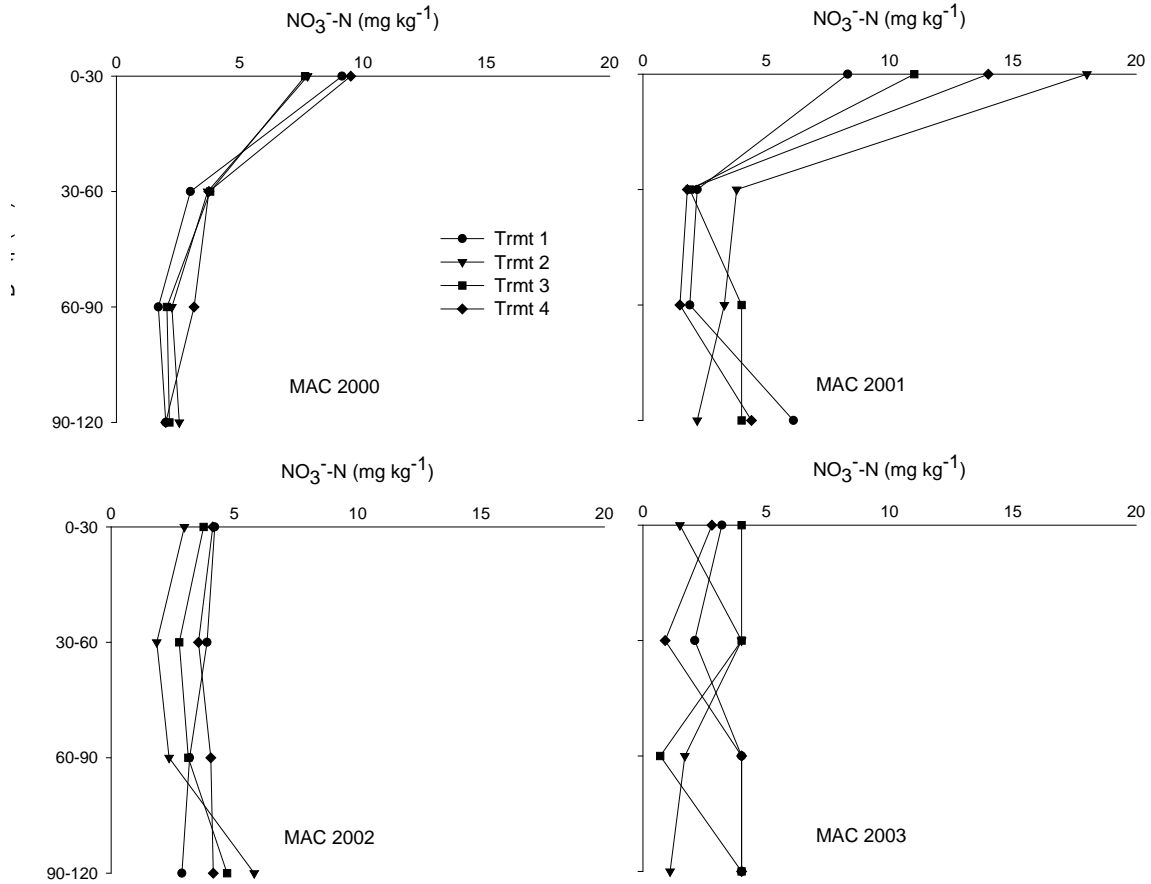 NO3⁻-N (mg kg⁻¹)
0 5 10 15 20
0-30
30-60
60-90
90-120
Trmt 1
Trmt 2
Trmt 3
Trmt 4
MAC 2000
NO3⁻-N (mg kg⁻¹)
0 5 10 15 20
MAC 2001
NO3⁻-N (mg kg⁻¹)
0 5 10 15 20
0-30
30-60
60-90
90-120
MAC 2002
NO3⁻-N (mg kg⁻¹)
0 5 10 15 20
MAC 2003